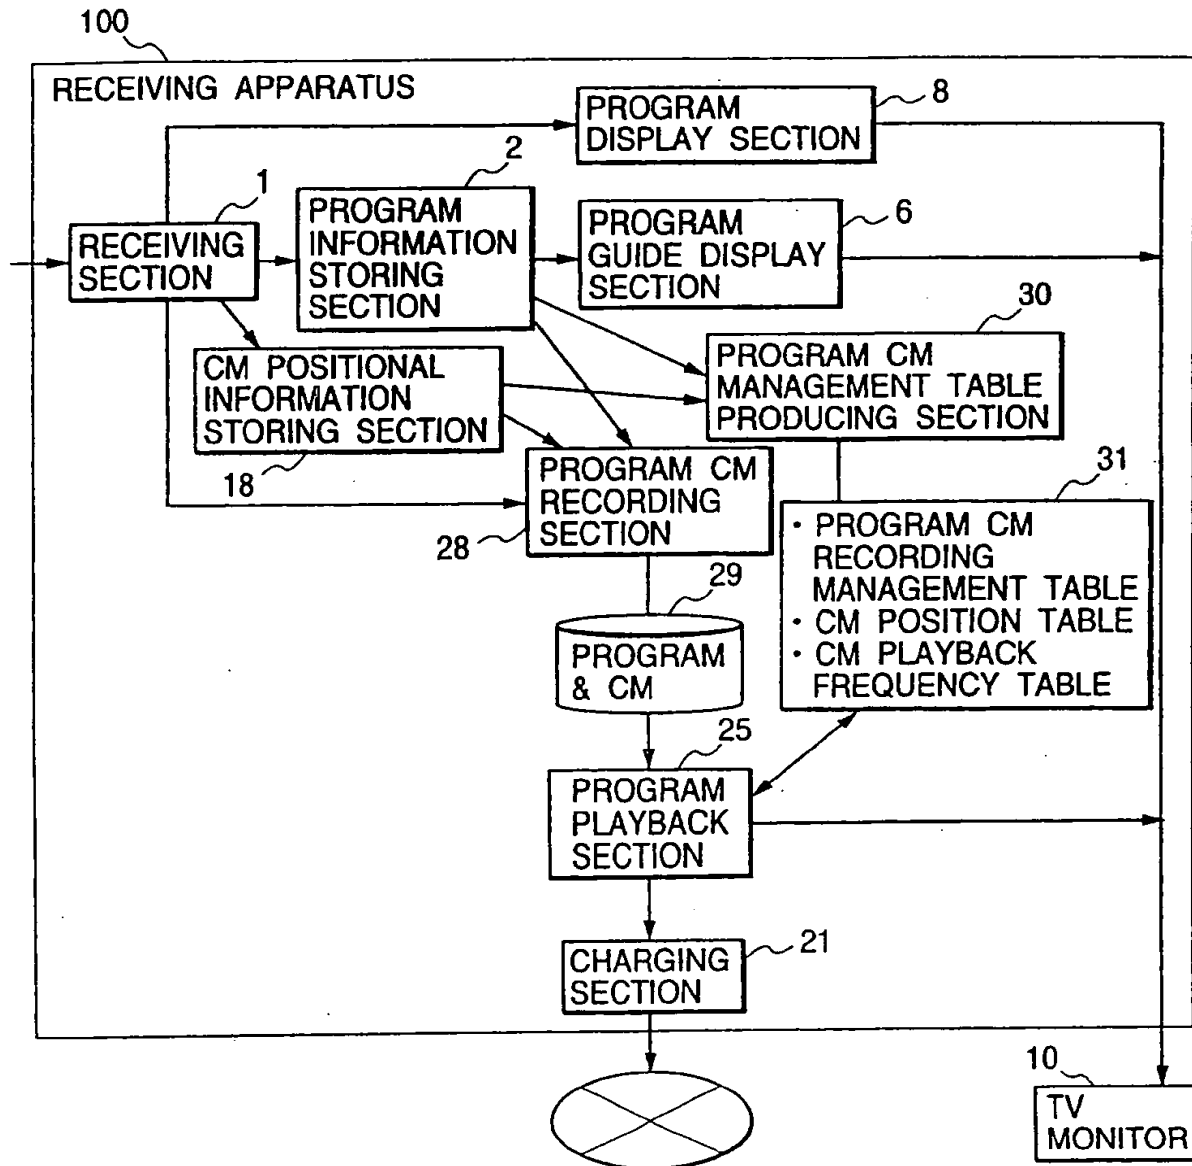 100
RECEIVING APPARATUS
PROGRAM
DISPLAY SECTION
8
2
1
RECEIVING
SECTION
PROGRAM
INFORMATION
STORING
SECTION
PROGRAM
GUIDE DISPLAY
SECTION
6
30
CM POSITIONAL
INFORMATION
STORING SECTION
18
PROGRAM CM
MANAGEMENT TABLE
PRODUCING SECTION
PROGRAM CM
RECORDING
SECTION
28
31
· PROGRAM CM
RECORDING
MANAGEMENT TABLE
· CM POSITION TABLE
· CM PLAYBACK
FREQUENCY TABLE
29
PROGRAM
& CM
25
PROGRAM
PLAYBACK
SECTION
21
CHARGING
SECTION
10
TV
MONITOR